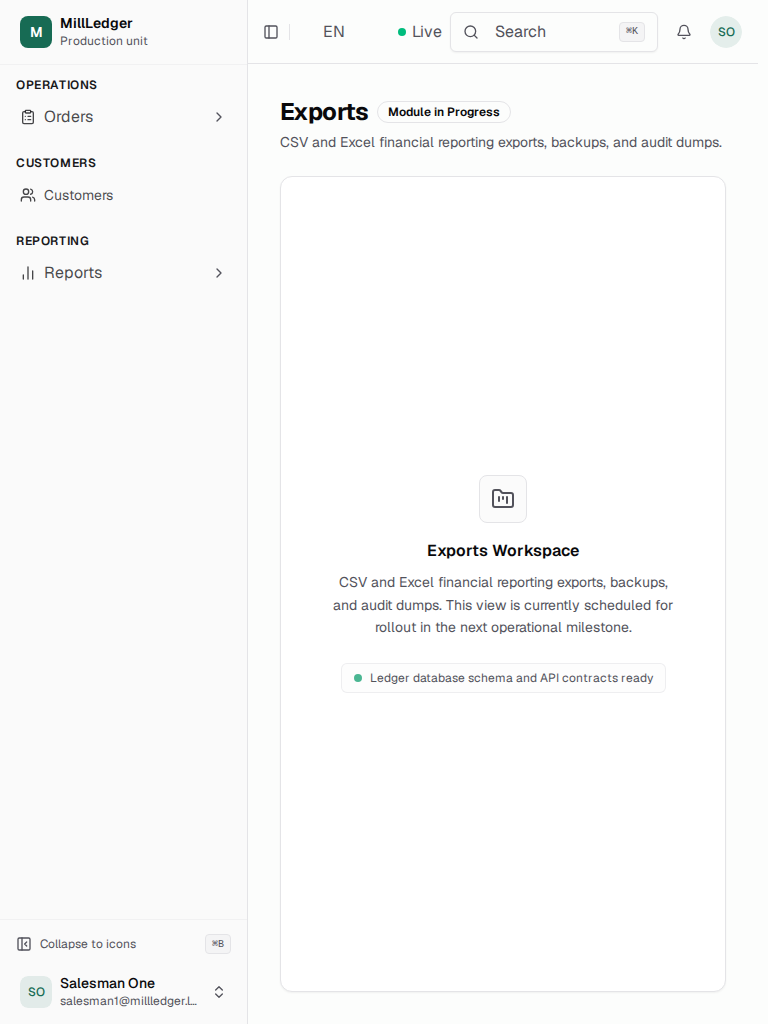 M
MillLedger
Production unit
OPERATIONS
Orders
CUSTOMERS
Customers
REPORTING
Reports
Collapse to icons
⌘B
SO
Salesman One
salesman1@millledger.l...
EN
Live
Search
⌘K
SO
Exports
Module in Progress
CSV and Excel financial reporting exports, backups, and audit dumps.
Exports Workspace
CSV and Excel financial reporting exports, backups,
and audit dumps. This view is currently scheduled for
rollout in the next operational milestone.
Ledger database schema and API contracts ready